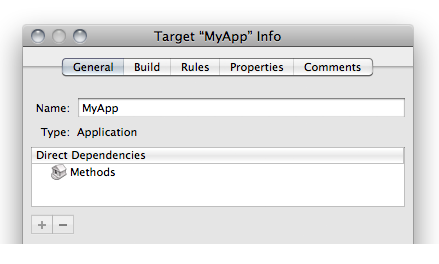 Target “MyApp” Info
General Build Rules Properties Comments
Name: MyApp
Type: Application
Direct Dependencies
Methods
+ −